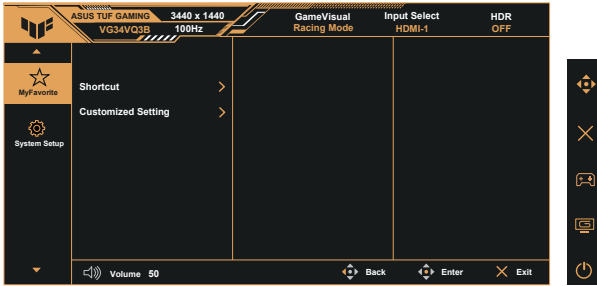 ASUS TUF GAMING 3440 x 1440
VG34VQ3B 100Hz
GameVisual
Racing Mode
Input Select
HDMI-1
HDR
OFF
MyFavorite
System Setup
Shortcut
Customized Setting
Volume 50
Back
Enter
Exit